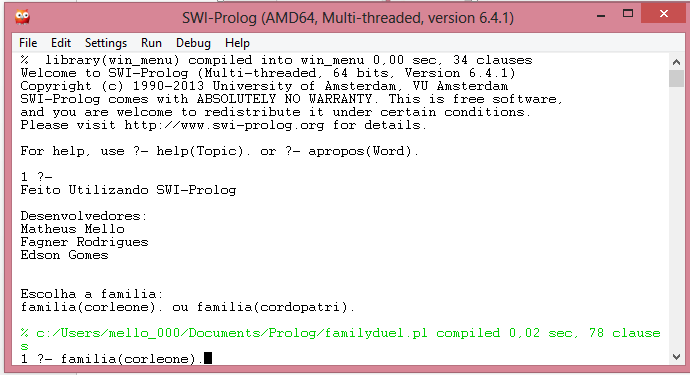 SWI-Prolog (AMD64, Multi-threaded, version 6.4.1)
File Edit Settings Run Debug Help
% library(win_menu) compiled into win_menu 0,00 sec, 34 clauses
Welcome to SWI-Prolog (Multi-threaded, 64 bits, Version 6.4.1)
Copyright (c) 1990-2013 University of Amsterdam, VU Amsterdam
SWI-Prolog comes with ABSOLUTELY NO WARRANTY. This is free software,
and you are welcome to redistribute it under certain conditions.
Please visit http://www.swi-prolog.org for details.
For help, use ?- help(Topic). or ?- apropos(Word).
1 ?-
Feito Utilizando SWI-Prolog
Desenvolvedores:
Matheus Mello
Fagner Rodrigues
Edson Gomes
Escolha a familia:
familia(corleone). ou familia(cordopatri).
% c:/Users/mello_000/Documents/Prolog/familyduel.pl compiled 0,02 sec, 78 clause
s
1 ?- familia(corleone).